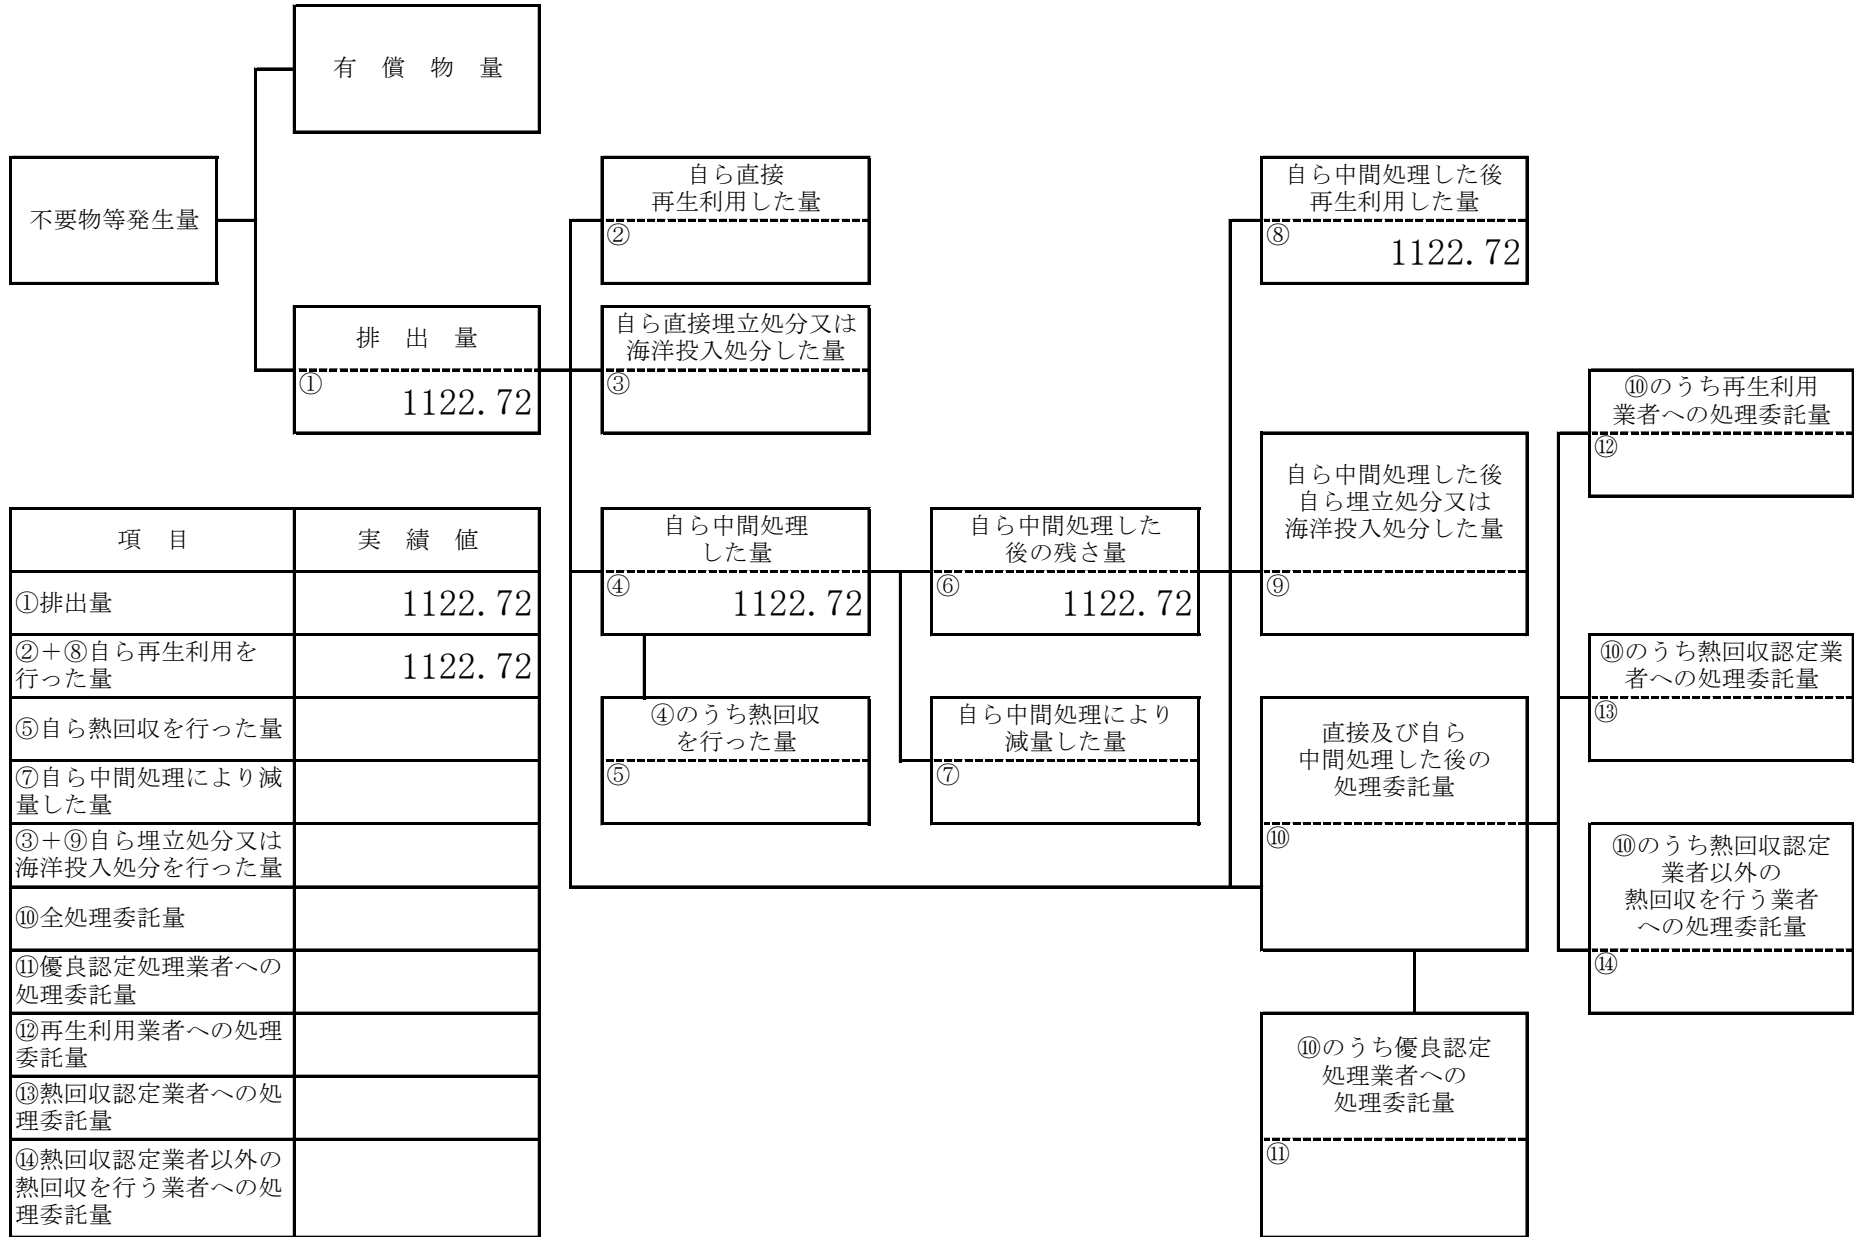 有 償 物 量
不要物等発生量
排 出 量
①
1122.72
自ら直接
再生利用した量
②
自ら直接埋立処分又は
海洋投入処分した量
③
自ら中間処理
した量
④
1122.72
④のうち熱回収
を行った量
⑤
自ら中間処理した
後の残さ量
⑥
1122.72
自ら中間処理により
減量した量
⑦
自ら中間処理した後
再生利用した量
⑧
1122.72
自ら中間処理した後
自ら埋立処分又は
海洋投入処分した量
⑨
直接及び自ら
中間処理した後の
処理委託量
⑩
⑩のうち優良認定
処理業者への
処理委託量
⑪
⑩のうち再生利用
業者への処理委託量
⑫
⑩のうち熱回収認定業
者への処理委託量
⑬
⑩のうち熱回収認定
業者以外の
熱回収を行う業者
への処理委託量
⑭
項 目 実 績 値
①排出量 1122.72
②＋⑧自ら再生利用を
行った量 1122.72
⑤自ら熱回収を行った量
⑦自ら中間処理により減
量した量
③＋⑨自ら埋立処分又は
海洋投入処分を行った量
⑩全処理委託量
⑪優良認定処理業者への
処理委託量
⑫再生利用業者への処理
委託量
⑬熱回収認定業者への処
理委託量
⑭熱回収認定業者以外の
熱回収を行う業者への処
理委託量